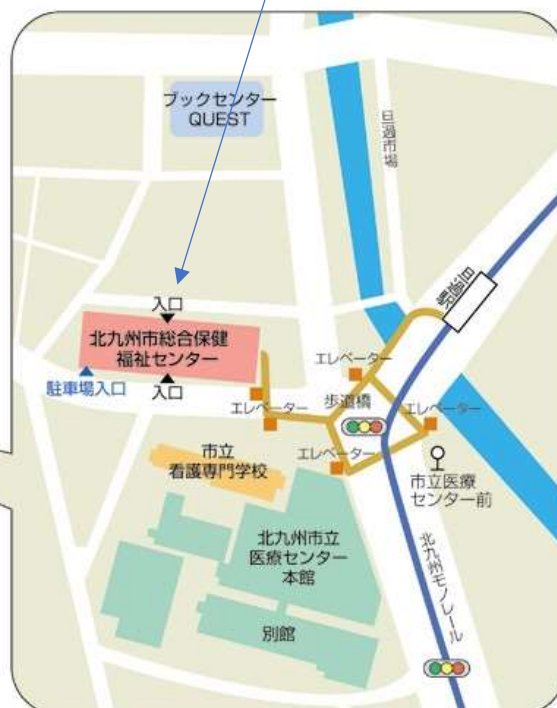 ブックセンター
QUEST
旦過市場
旦過駅
入口
北九州市総合保健
福祉センター
駐車場入口
入口
エレベーター
エレベーター
歩道橋
エレベーター
エレベーター
市立
看護専門学校
市立医療
センター前
北九州市立
医療センター
本館
別館
北九州モノレール